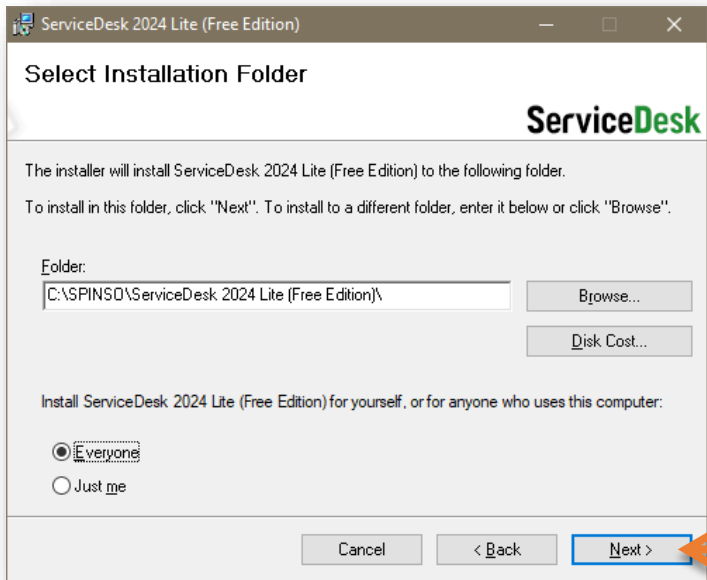 ServiceDesk 2024 Lite (Free Edition)
Select Installation Folder
ServiceDesk
The installer will install ServiceDesk 2024 Lite (Free Edition) to the following folder.
To install in this folder, click "Next". To install to a different folder, enter it below or click "Browse".
Folder:
C:\SPINSO\ServiceDesk 2024 Lite (Free Edition)\
Browse...
Disk Cost...
Install ServiceDesk 2024 Lite (Free Edition) for yourself, or for anyone who uses this computer:
Everyone
Just me
Cancel
< Back
Next >